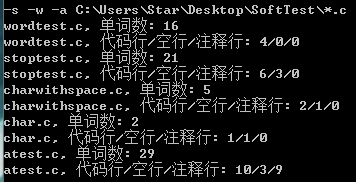 -s -w -a C:\Users\Star\Desktop\SoftTest\*.c
wordtest.c, 单词数: 16
wordtest.c, 代码行/空行/注释行: 4/0/0
stoptest.c, 单词数: 21
stoptest.c, 代码行/空行/注释行: 6/3/0
charwithspace.c, 单词数: 5
charwithspace.c, 代码行/空行/注释行: 2/1/0
char.c, 单词数: 2
char.c, 代码行/空行/注释行: 1/1/0
atest.c, 单词数: 29
atest.c, 代码行/空行/注释行: 10/3/9